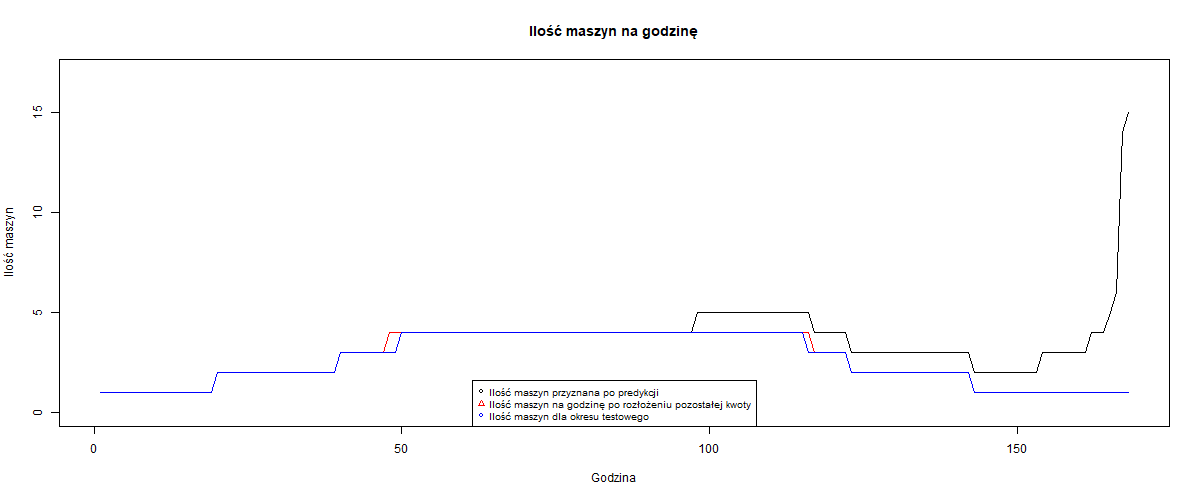 Ilość maszyn na godzinę
Ilość maszyn
15
10
5
0
Ilość maszyn przyznana po predykcji
Ilość maszyn na godzinę po rozłożeniu pozostałej kwoty
Ilość maszyn dla okresu testowego
0 50 100 150
Godzina